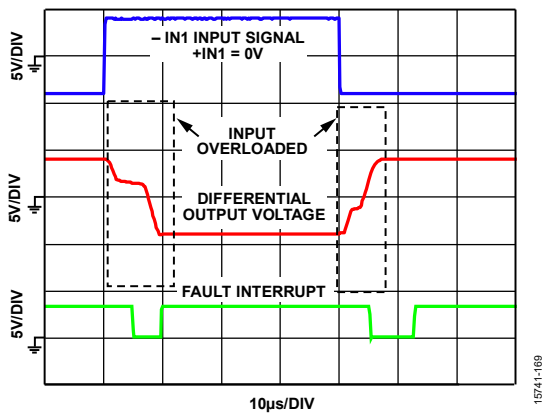 – IN1 INPUT SIGNAL
+IN1 = 0V
5V/DIV
INPUT
OVERLOADED
5V/DIV
DIFFERENTIAL
OUTPUT VOLTAGE
FAULT INTERRUPT
5V/DIV
10µs/DIV
15741-169